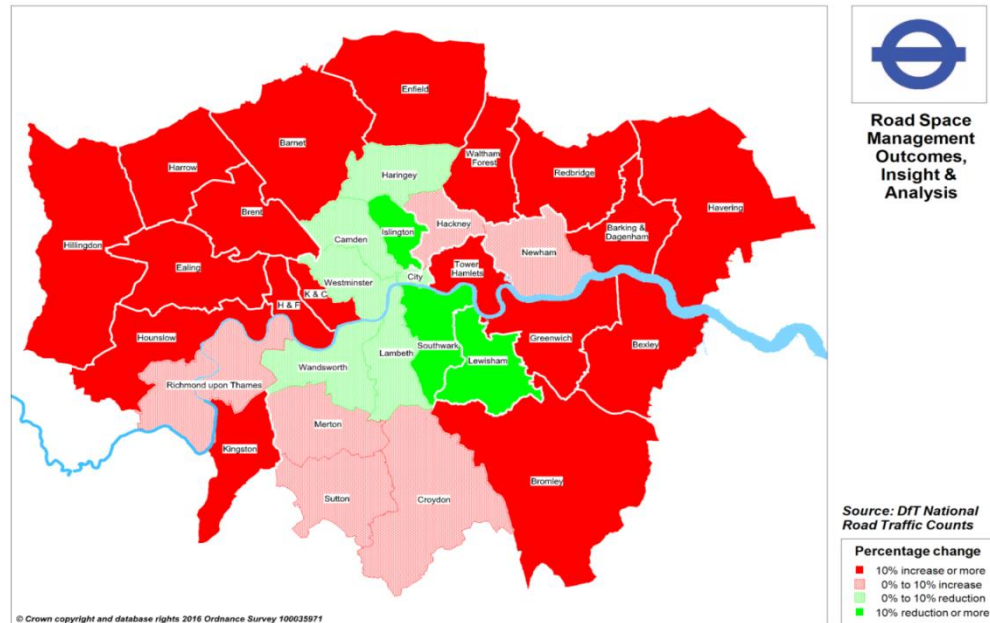 Enfield
Barnet
Harrow
Waltham
Forest
Redbridge
Haringey
Havering
Brent
Hackney
Islington
Barking &
Dagenham
Camden
Hillingdon
Newham
Ealing
Tower
Hamlets
City
Westminster
K & C
H & F
Hounslow
Greenwich
Southwark
Bexley
Lambeth
Lewisham
Wandsworth
Richmond upon Thames
Merton
Kingston
Bromley
Sutton
Croydon
© Crown copyright and database rights 2016 Ordnance Survey 100035971
Road Space
Management
Outcomes,
Insight &
Analysis
Source: DfT National
Road Traffic Counts
Percentage change
10% increase or more
0% to 10% increase
0% to 10% reduction
10% reduction or more